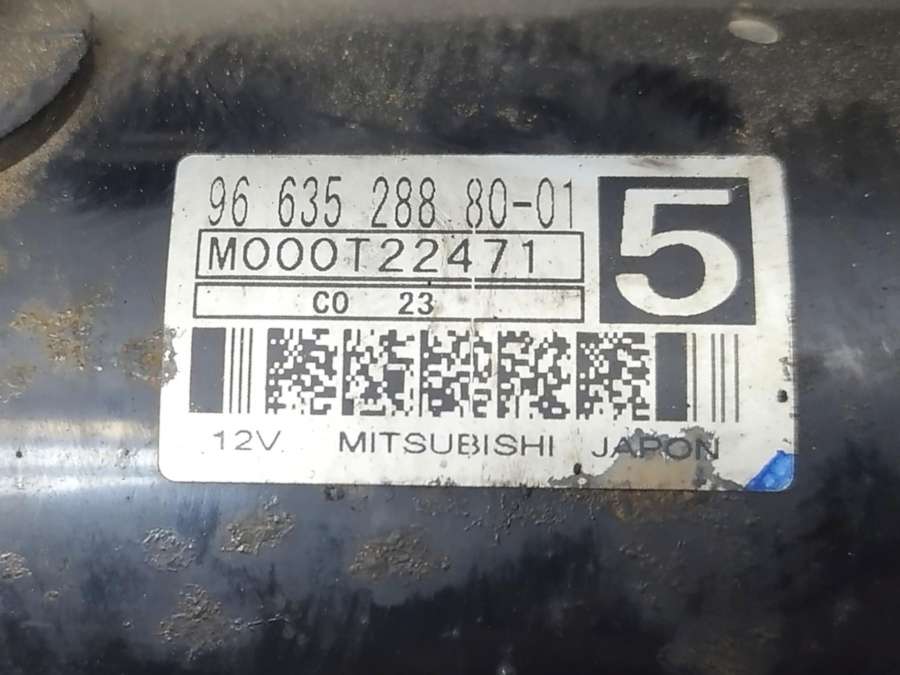 96 635 288 80-01
5
M000T22471
C0 23
12V MITSUBISHI JAPON